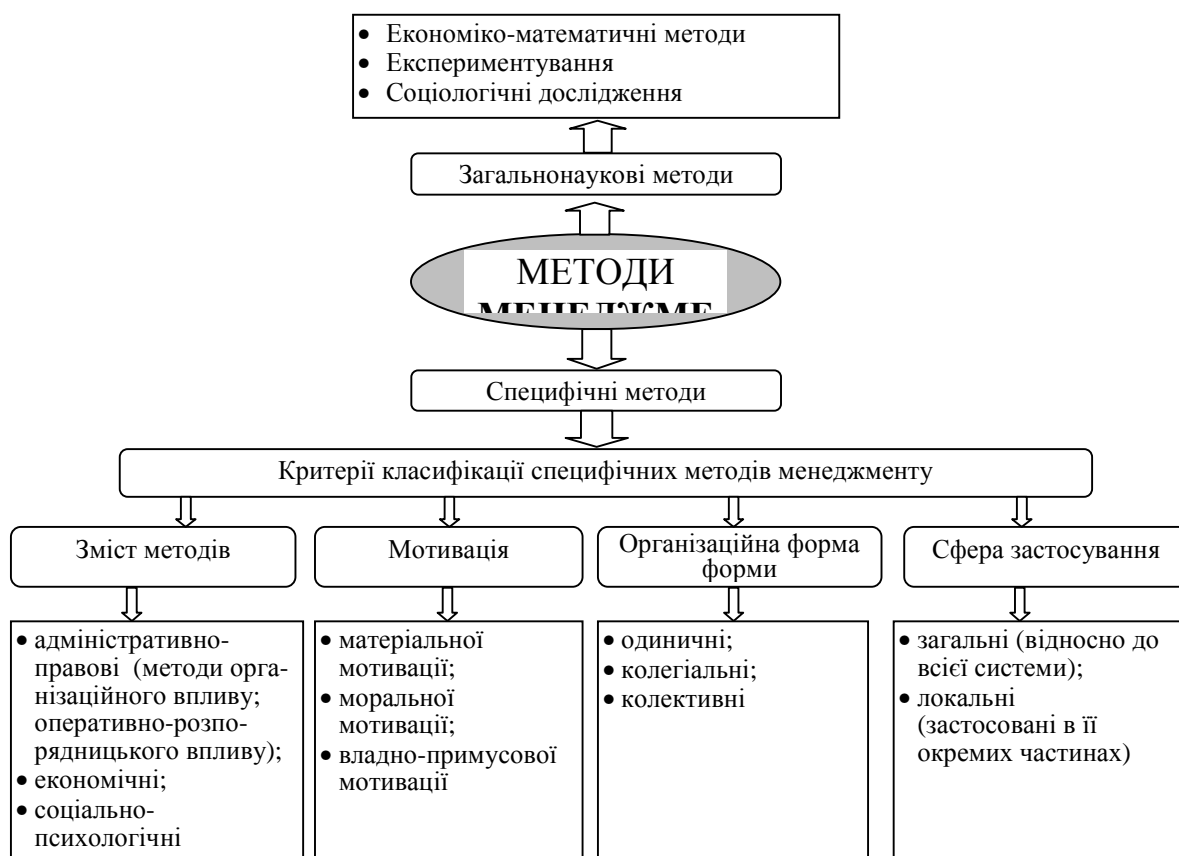 • Економіко-математичні методи
• Експериментування
• Соціологічні дослідження
Загальнонаукові методи
МЕТОДИ
МЕНЕДЖМЕ
Специфічні методи
Критерії класифікації специфічних методів менеджменту
Зміст методів
Мотивація
Організаційна форма
форми
Сфера застосування
• адміністративно-
правові (методи орга-
нізаційного впливу;
оперативно-розпо-
рядницького впливу);
• економічні;
• соціально-
психологічні
• матеріальної
мотивації;
• моральної
мотивації;
• владно-примусової
мотивації
• одиничні;
• колегіальні;
• колективні
• загальні (відносно до
всієї системи);
• локальні
(застосовані в її
окремих частинах)